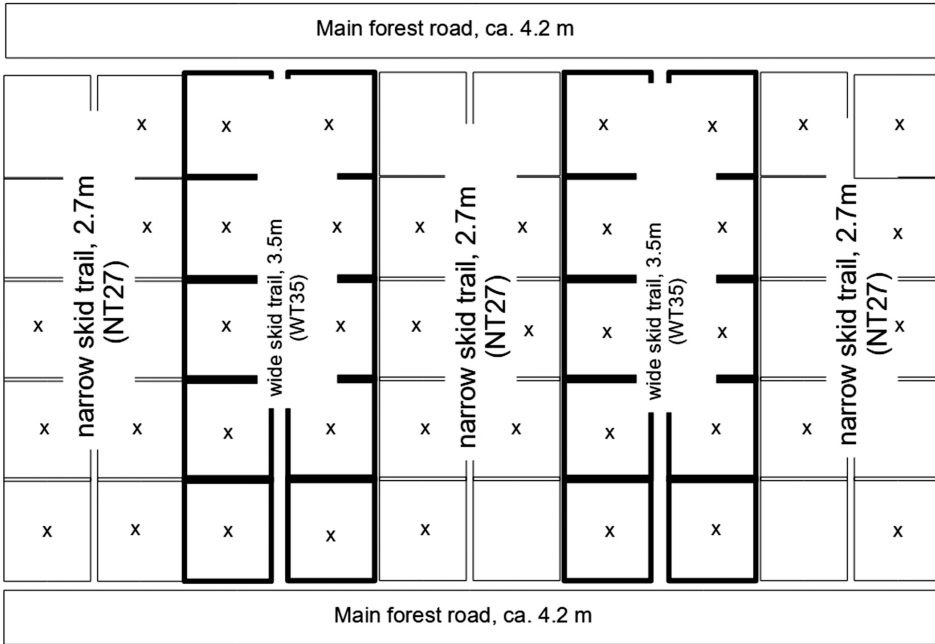 Main forest road, ca. 4.2 m
x x x x x x x
x x x x x x x x
x x x x x x x x
x x x x x x x x x
x x x x x x x x
narrow skid trail, 2.7m
(NT27)
wide skid trail, 3.5m
(WT35)
narrow skid trail, 2.7m
(NT27)
wide skid trail, 3.5m
(WT35)
narrow skid trail, 2.7m
(NT27)
Main forest road, ca. 4.2 m